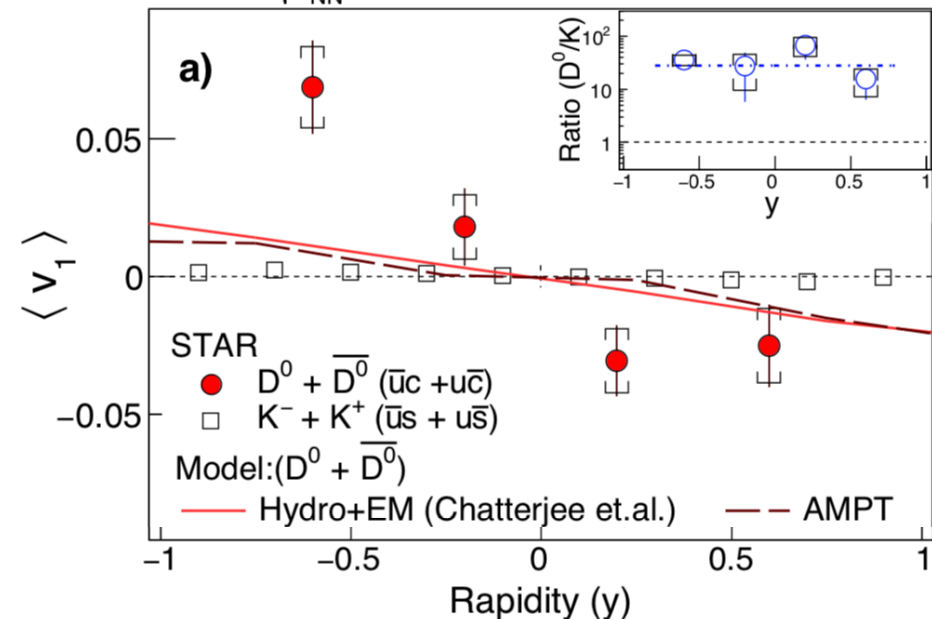 NN
a)
0.05
0
−0.05
⟨ v₁ ⟩
Ratio (D⁰/K)
10²
10
1
−1 −0.5 0 0.5 1
y
STAR
D⁰ + D̅⁰ (u̅c +uc̅)
K⁻ + K⁺ (u̅s + us̅)
Model:(D⁰ + D̅⁰)
Hydro+EM (Chatterjee et.al.) AMPT
−1 −0.5 0 0.5 1
Rapidity (y)